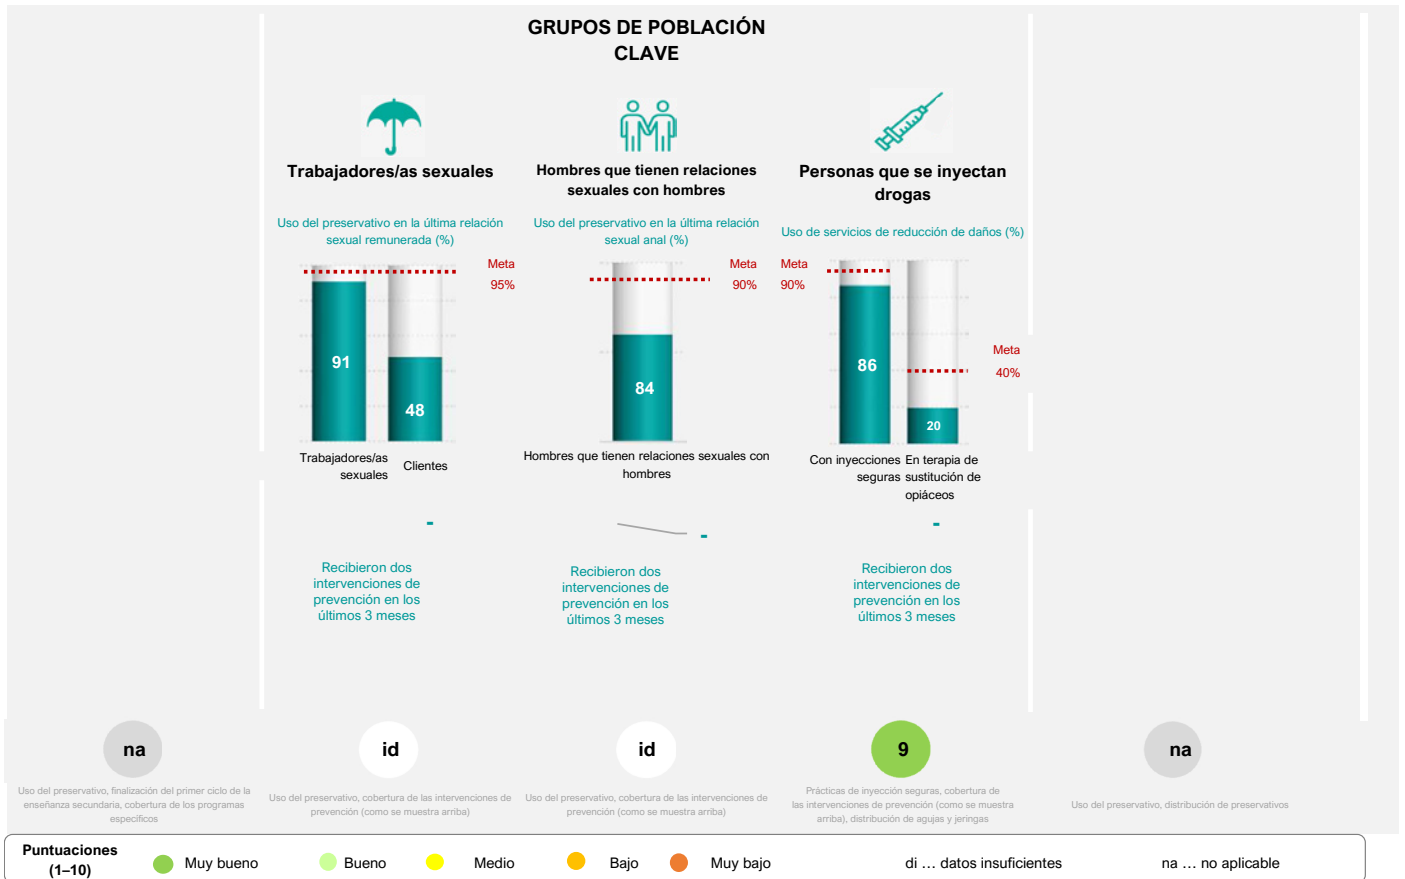 GRUPOS DE POBLACIÓN
CLAVE
Trabajadores/as sexuales
Uso del preservativo en la última relación
sexual remunerada (%)
Meta
95%
91
48
Trabajadores/as
sexuales
Clientes
Recibieron dos
intervenciones de
prevención en los
últimos 3 meses
Hombres que tienen relaciones
sexuales con hombres
Uso del preservativo en la última relación
sexual anal (%)
Meta
90%
84
Hombres que tienen relaciones sexuales con
hombres
-
Recibieron dos
intervenciones de
prevención en los
últimos 3 meses
Personas que se inyectan
drogas
Uso de servicios de reducción de daños (%)
Meta
90%
Meta
40%
86
20
Con inyecciones
seguras
En terapia de
sustitución de
opiáceos
-
Recibieron dos
intervenciones de
prevención en los
últimos 3 meses
na
Uso del preservativo, finalización del primer ciclo de la
enseñanza secundaria, cobertura de los programas
específicos
id
Uso del preservativo, cobertura de las intervenciones de
prevención (como se muestra arriba)
id
Uso del preservativo, cobertura de las intervenciones de
prevención (como se muestra arriba)
9
Prácticas de inyección seguras, cobertura de
las intervenciones de prevención (como se muestra
arriba), distribución de agujas y jeringas
na
Uso del preservativo, distribución de preservativos
Puntuaciones
(1–10)
Muy bueno
Bueno
Medio
Bajo
Muy bajo
di … datos insuficientes
na … no aplicable